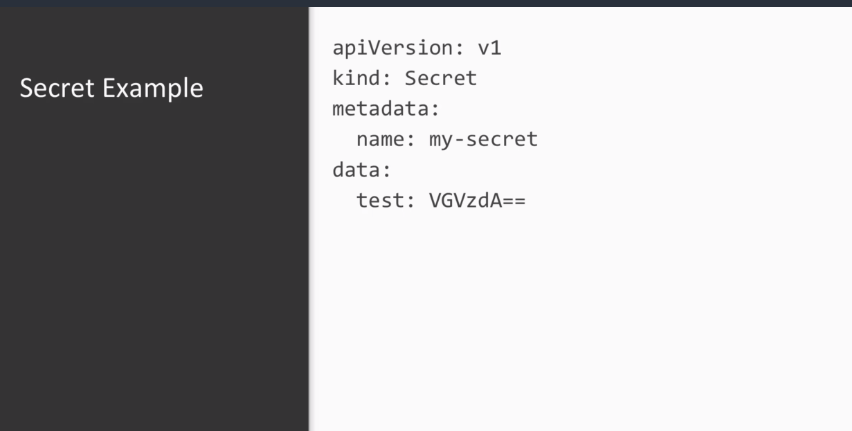 Secret Example
apiVersion: v1
kind: Secret
metadata:
  name: my-secret
data:
  test: VGVzdA==